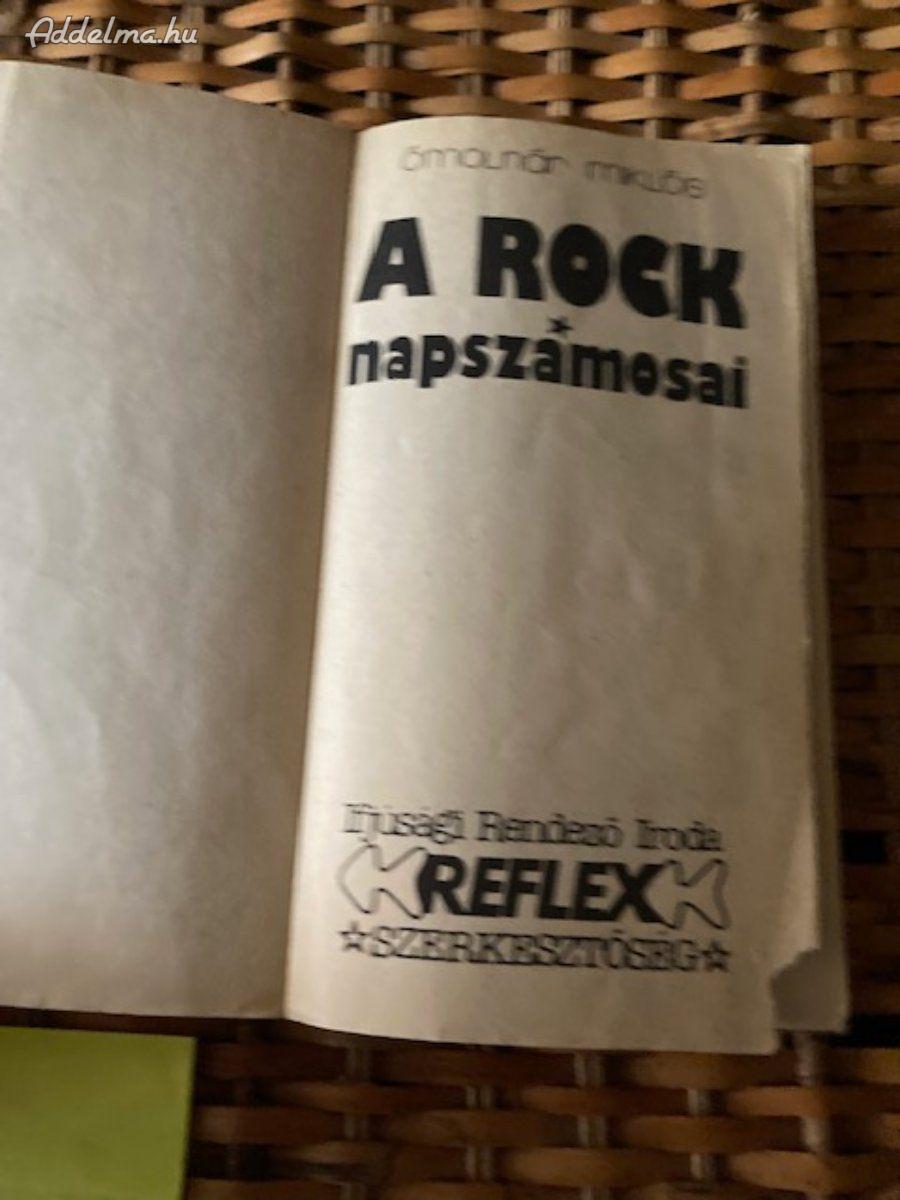 Addelma.hu
ómolnár miklós
A ROCK
napszámosai
Ifjúsági Rendező Iroda
REFLEX
☆SZERKESZTŐSÉG☆